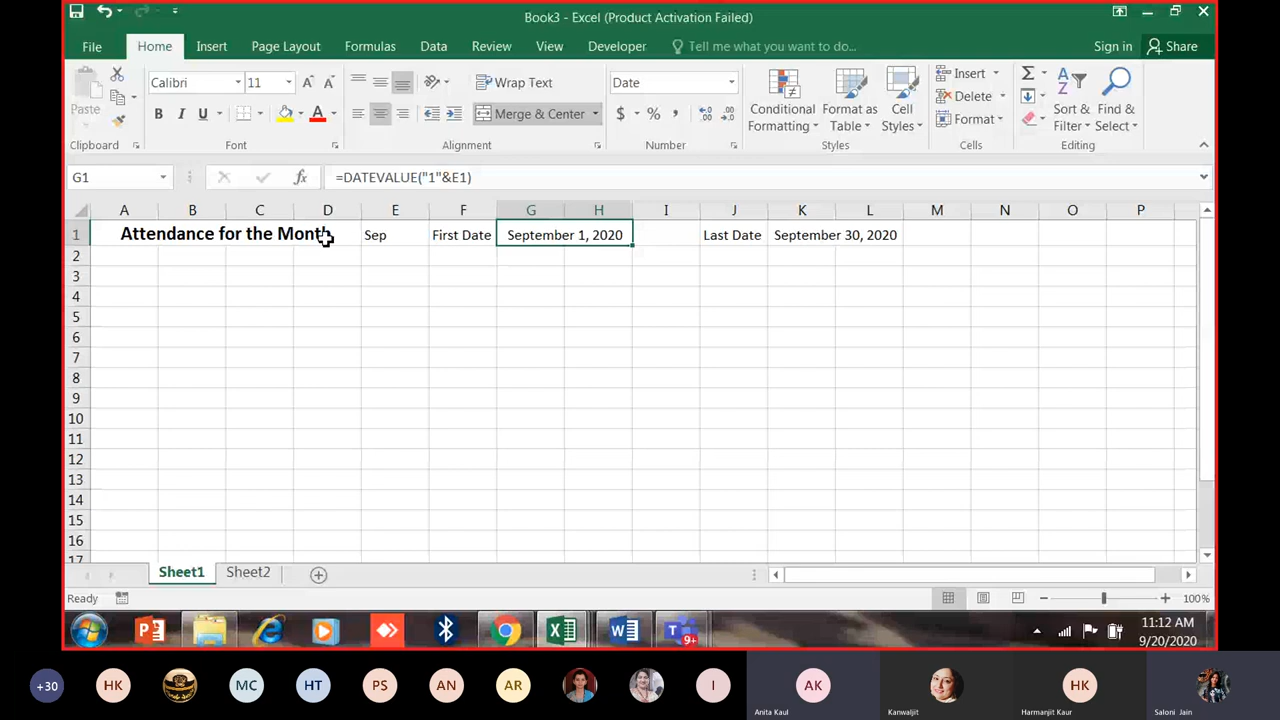 Book3 - Excel (Product Activation Failed)
File Home Insert Page Layout Formulas Data Review View Developer Tell me what you want to do... Sign in Share
Paste
Calibri 11
B I U
Wrap Text
Merge & Center
Date
$ % ,
Conditional Formatting
Format as Table
Cell Styles
Insert
Delete
Format
Sort & Filter
Find & Select
Clipboard Font Alignment Number Styles Cells Editing
G1 fx =DATEVALUE("1"&E1)
A B C D E F G H I J K L M N O P
1 Attendance for the Month Sep First Date September 1, 2020 Last Date September 30, 2020
2
3
4
5
6
7
8
9
10
11
12
13
14
15
16
17
Sheet1 Sheet2
Ready 100%
9+
11:12 AM
9/20/2020
+30 HK MC HT PS AN AR I AK HK
Anita Kaul Kanwaljit Harmanjit Kaur Saloni Jain